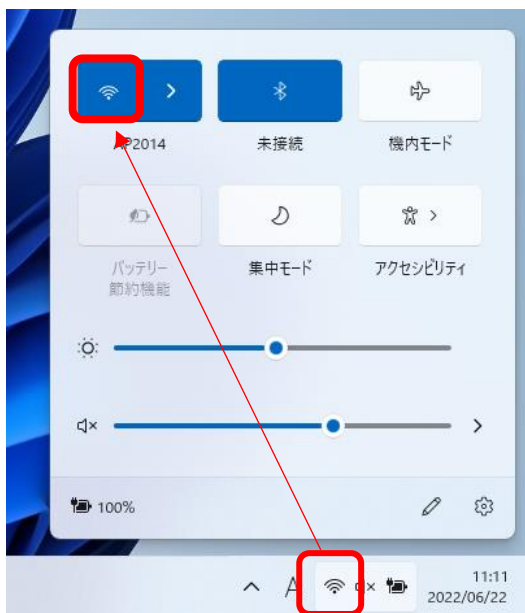 AP2014
未接続
機内モード
バッテリー
節約機能
集中モード
アクセシビリティ
100%
A
11:11
2022/06/22